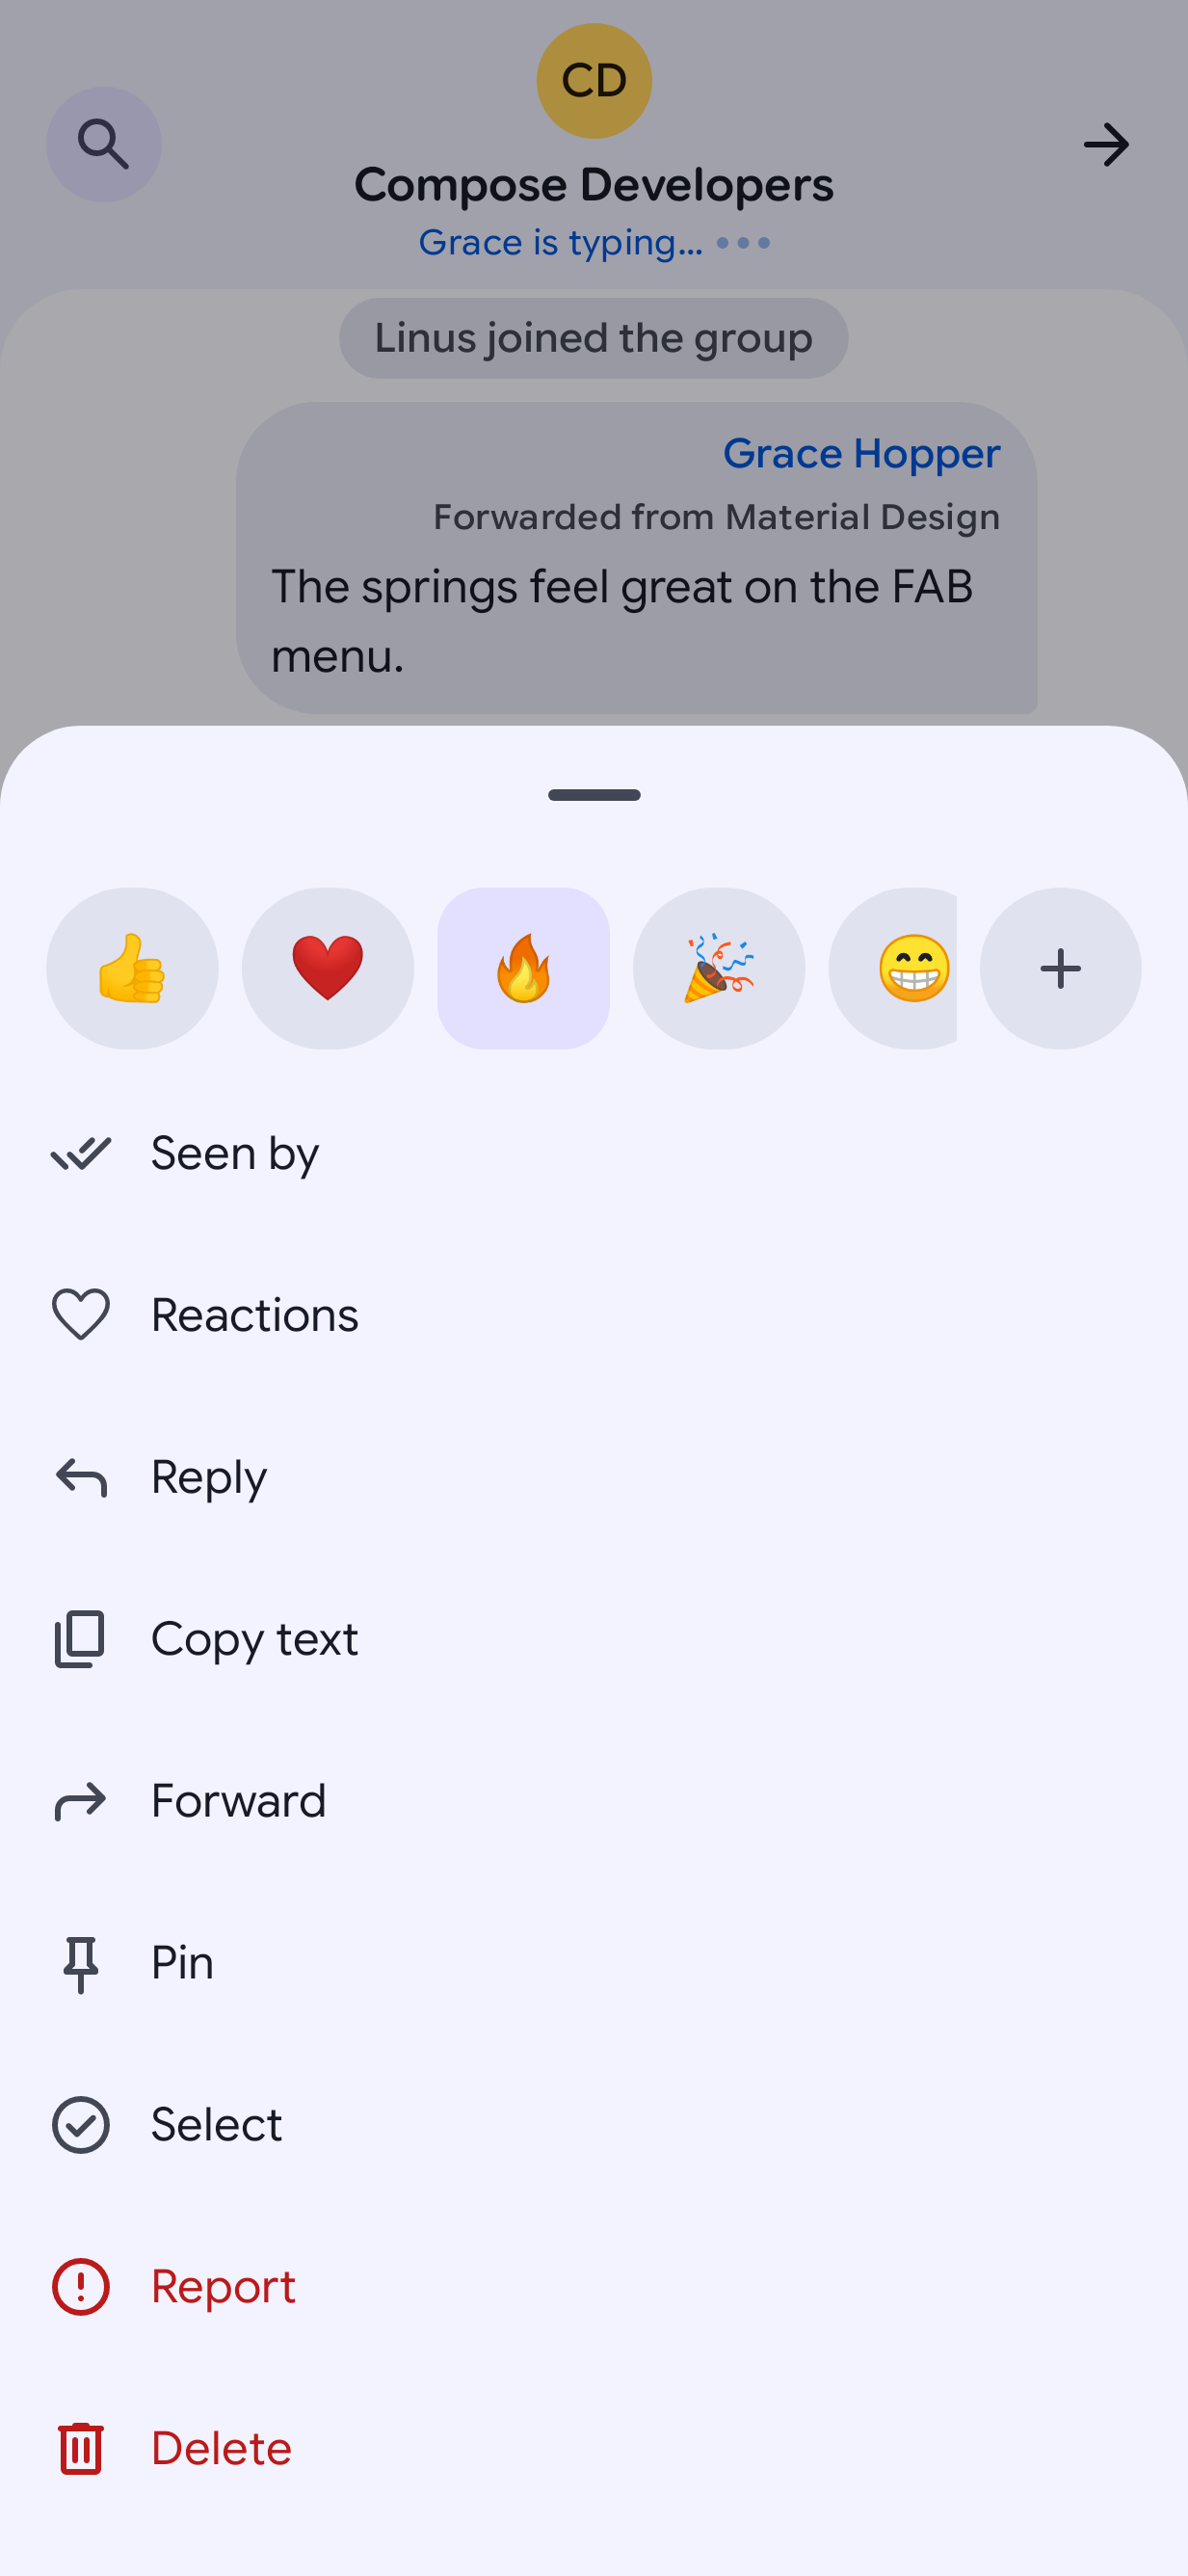 CD
Compose Developers
Grace is typing...
Linus joined the group
Grace Hopper
Forwarded from Material Design
The springs feel great on the FAB
menu.
Seen by
Reactions
Reply
Copy text
Forward
Pin
Select
Report
Delete